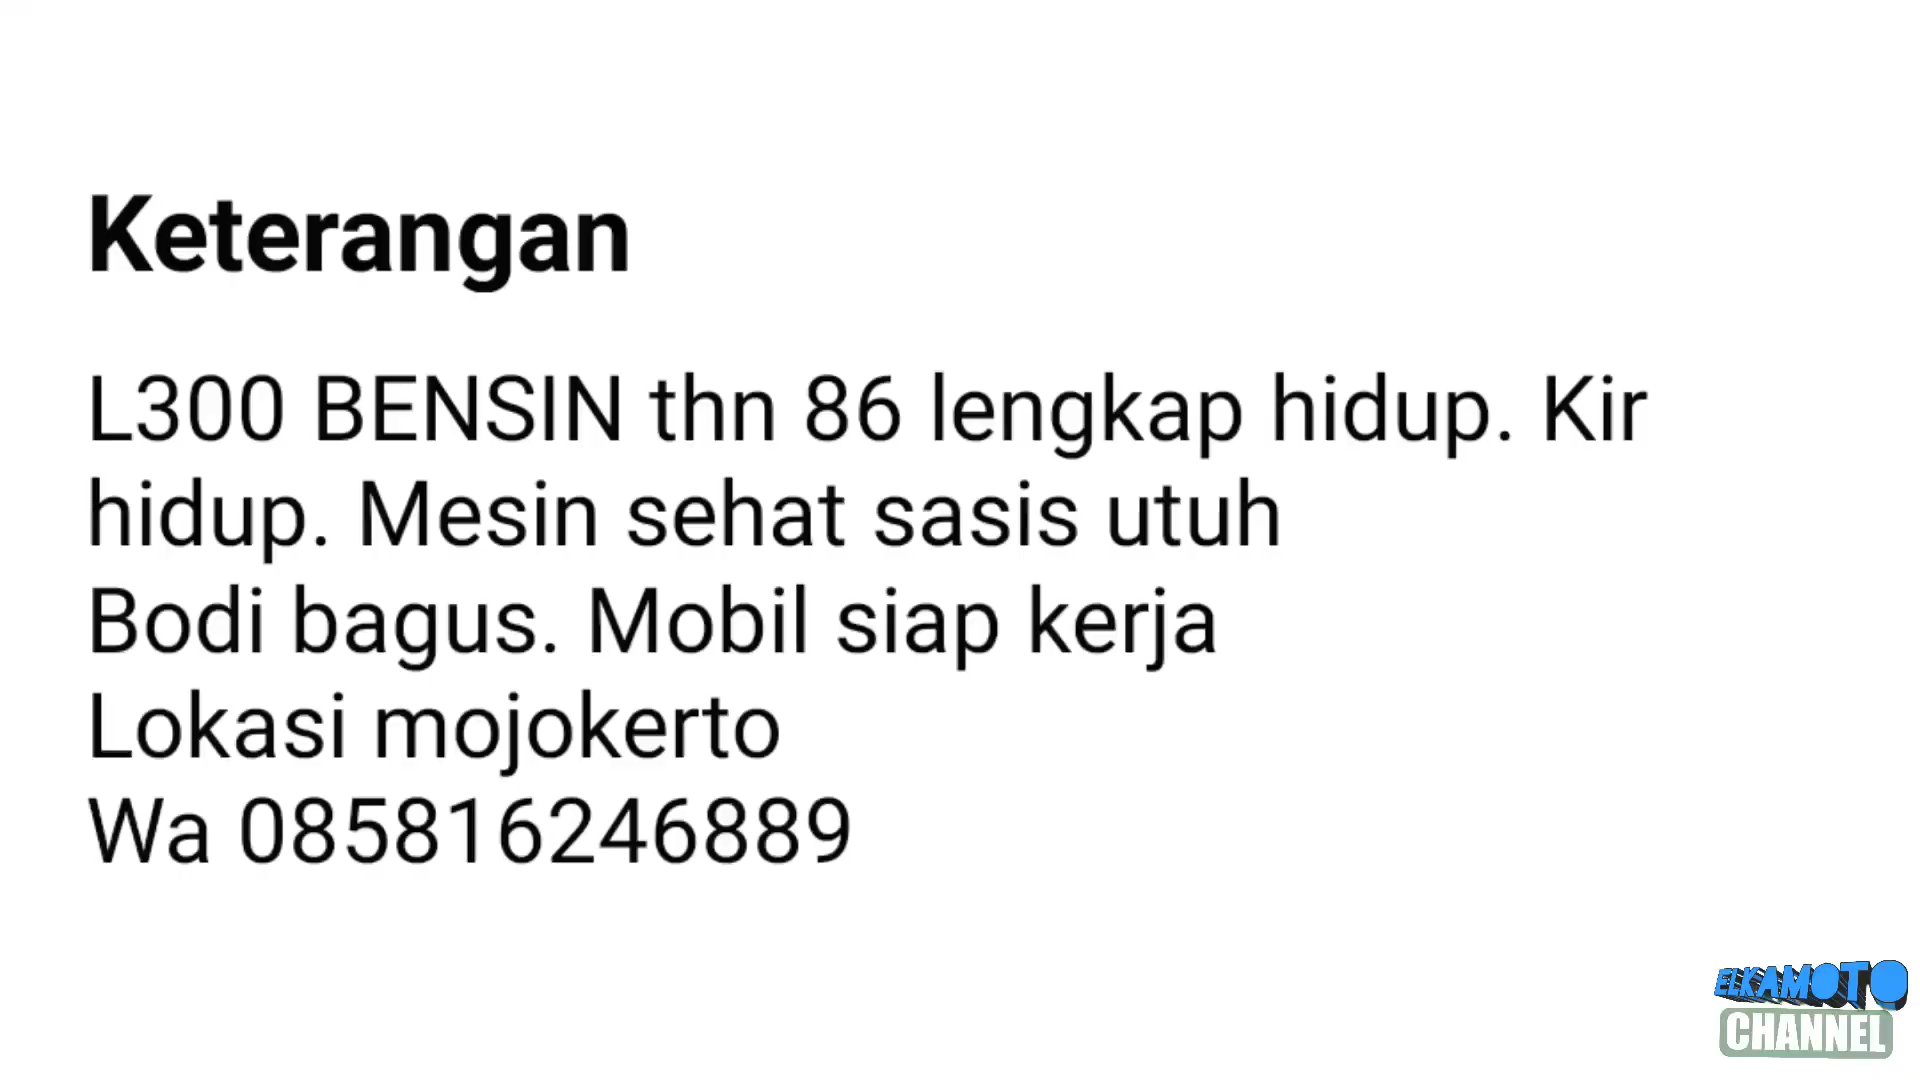 Keterangan
L300 BENSIN thn 86 lengkap hidup. Kir
hidup. Mesin sehat sasis utuh
Bodi bagus. Mobil siap kerja
Lokasi mojokerto
Wa 085816246889
ELKAMOTO
CHANNEL